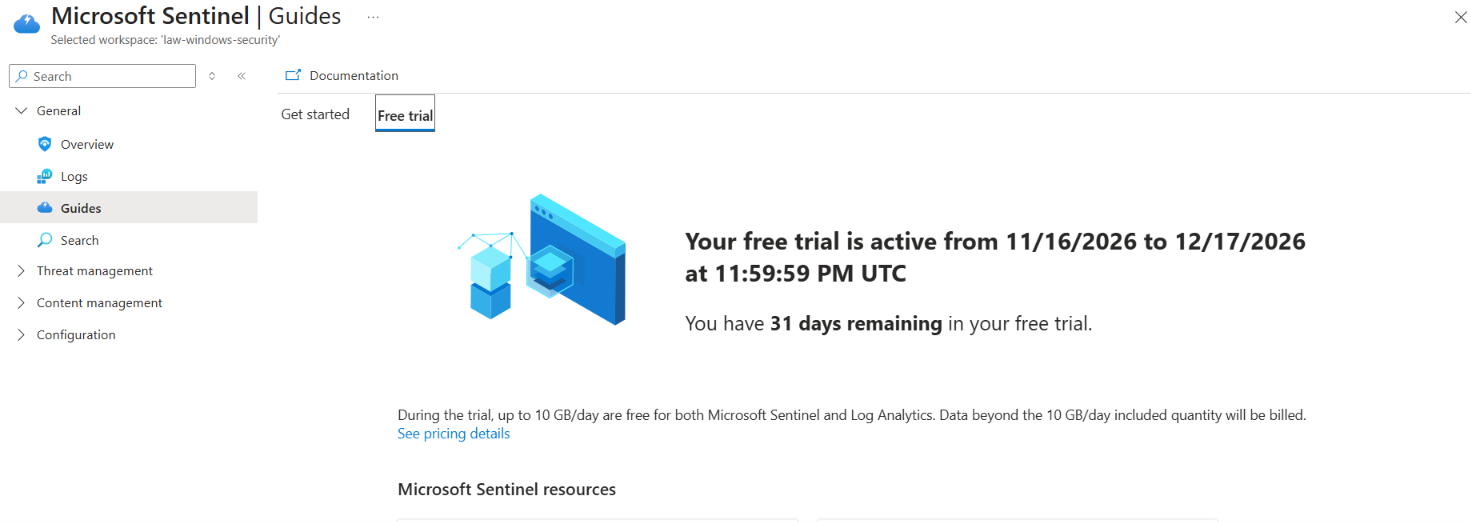 Microsoft Sentinel | Guides ...
Selected workspace: 'law-windows-security'
Search
Documentation
General
Get started
Free trial
Overview
Logs
Guides
Search
Threat management
Content management
Configuration
Your free trial is active from 11/16/2026 to 12/17/2026
at 11:59:59 PM UTC
You have 31 days remaining in your free trial.
During the trial, up to 10 GB/day are free for both Microsoft Sentinel and Log Analytics. Data beyond the 10 GB/day included quantity will be billed.
See pricing details
Microsoft Sentinel resources